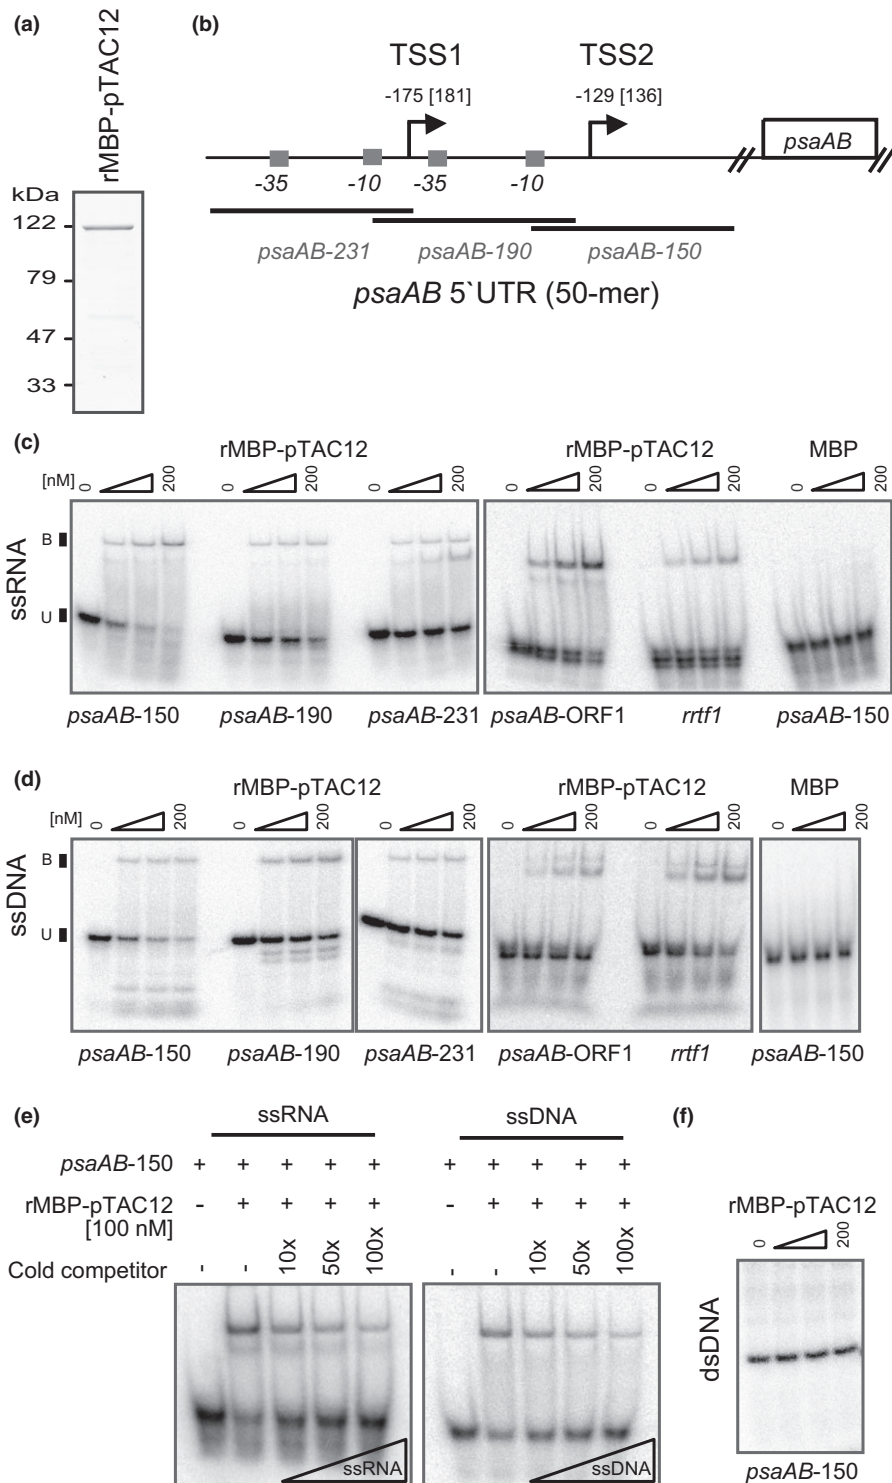 (a)
rMBP-pTAC12
kDa
122
79
47
33
(b)
TSS1 TSS2
-175 [181] -129 [136]
psaAB
-35 -10 -35 -10
psaAB-231 psaAB-190 psaAB-150
psaAB 5`UTR (50-mer)
(c)
rMBP-pTAC12 rMBP-pTAC12 MBP
[nM] 0 200 0 200 0 200 0 200 0 200 0 200
ssRNA
B
U
psaAB-150 psaAB-190 psaAB-231 psaAB-ORF1 rrtf1 psaAB-150
(d)
rMBP-pTAC12 rMBP-pTAC12 MBP
[nM] 0 200 0 200 0 200 0 200 0 200 0 200
ssDNA
B
U
psaAB-150 psaAB-190 psaAB-231 psaAB-ORF1 rrtf1 psaAB-150
(e)
ssRNA ssDNA
psaAB-150 + + + + + + + + + +
rMBP-pTAC12 - + + + + - + + + +
[100 nM]
Cold competitor - - 10x 50x 100x - - 10x 50x 100x
ssRNA ssDNA
(f)
rMBP-pTAC12
0 200
dsDNA
psaAB-150